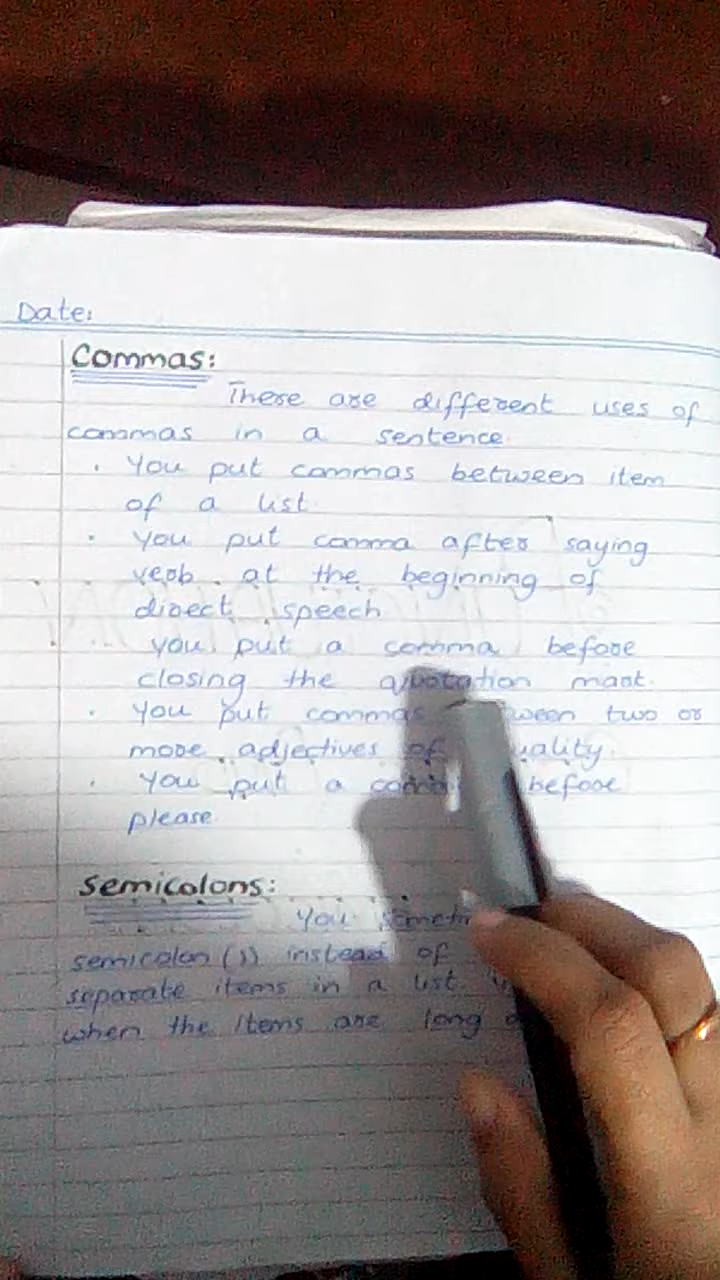 Date:
Commas:
There are different uses of
commas in a sentence.
. You put commas between item
of a list.
. You put comma after saying
verb. at the beginning of
direct speech
. you put a comma before
closing the quotation mark.
. You put commas two or
more adjectives of
. You put a before
please.
Semicolons:
You
semicolon (;) instead of
separate items in a list.
when the items are long